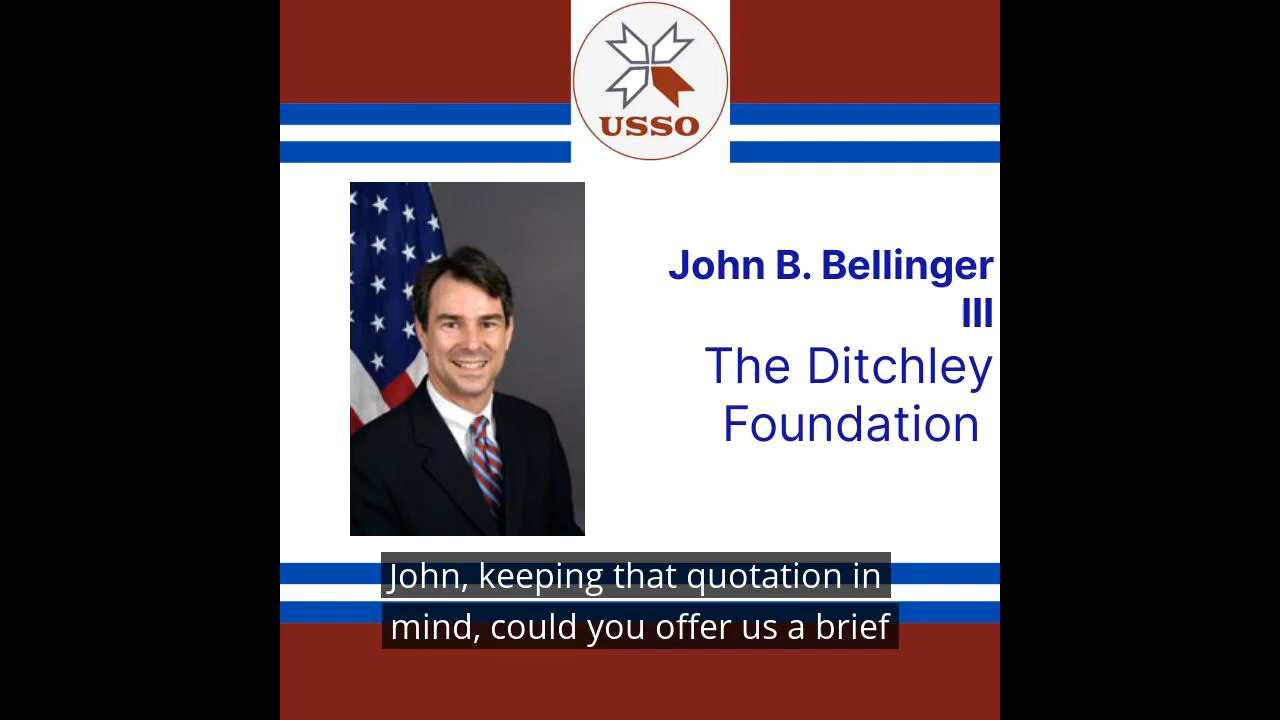 USSO
John B. Bellinger
III
The Ditchley
Foundation
John, keeping that quotation in
mind, could you offer us a brief